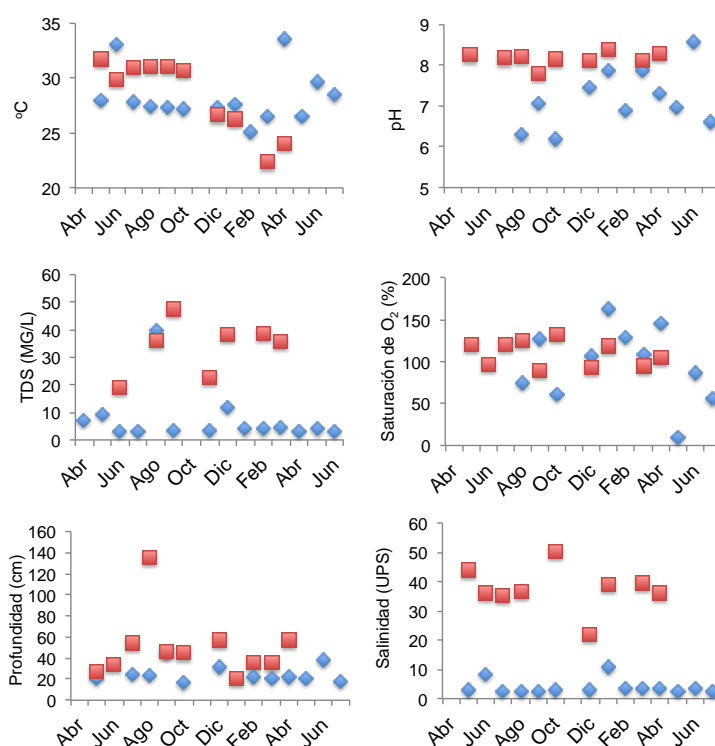 35
30
25
20
°C
Abr
Jun
Ago
Oct
Dic
Feb
Abr
Jun
9
8
7
6
5
pH
Abr
Jun
Ago
Oct
Dic
Feb
Abr
Jun
60
50
40
30
20
10
0
TDS (MG/L)
Abr
Jun
Ago
Oct
Dic
Feb
Abr
Jun
200
150
100
50
0
Saturación de O₂ (%)
Abr
Jun
Ago
Oct
Dic
Feb
Abr
Jun
160
140
120
100
80
60
40
20
0
Profundidad (cm)
Abr
Jun
Ago
Oct
Dic
Feb
Abr
Jun
60
50
40
30
20
10
0
Salinidad (UPS)
Abr
Jun
Ago
Oct
Dic
Feb
Abr
Jun